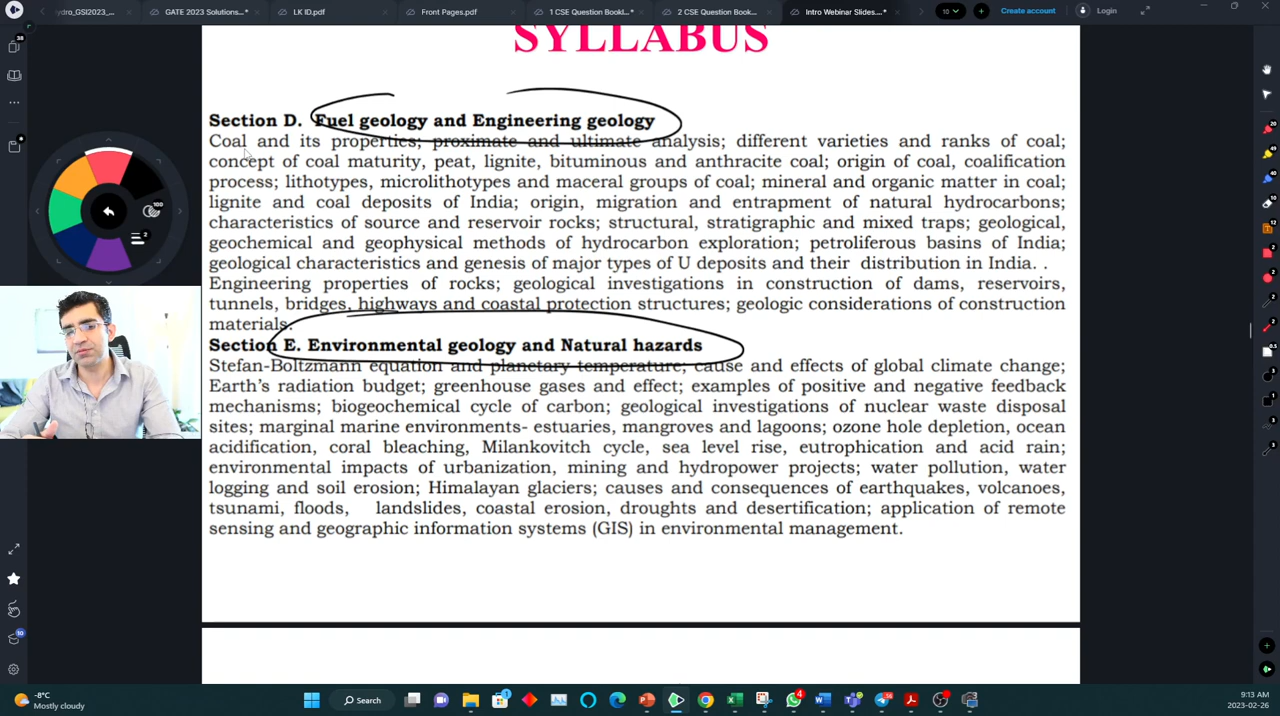 _GSI2023_...
GATE 2023 Solutions...*
LK ID.pdf
Front Pages.pdf
1 CSE Question Bookl...*
2 CSE Question Book...
Intro Webinar Slides....*
10
Create account
Login
SYLLABUS
Section D. Fuel geology and Engineering geology
Coal and its properties; proximate and ultimate analysis; different varieties and ranks of coal;
concept of coal maturity, peat, lignite, bituminous and anthracite coal; origin of coal, coalification
process; lithotypes, microlithotypes and maceral groups of coal; mineral and organic matter in coal;
lignite and coal deposits of India; origin, migration and entrapment of natural hydrocarbons;
characteristics of source and reservoir rocks; structural, stratigraphic and mixed traps; geological,
geochemical and geophysical methods of hydrocarbon exploration; petroliferous basins of India;
geological characteristics and genesis of major types of U deposits and their distribution in India. .
Engineering properties of rocks; geological investigations in construction of dams, reservoirs,
tunnels, bridges, highways and coastal protection structures; geologic considerations of construction
materials.
Section E. Environmental geology and Natural hazards
Stefan-Boltzmann equation and planetary temperature; cause and effects of global climate change;
Earth's radiation budget; greenhouse gases and effect; examples of positive and negative feedback
mechanisms; biogeochemical cycle of carbon; geological investigations of nuclear waste disposal
sites; marginal marine environments- estuaries, mangroves and lagoons; ozone hole depletion, ocean
acidification, coral bleaching, Milankovitch cycle, sea level rise, eutrophication and acid rain;
environmental impacts of urbanization, mining and hydropower projects; water pollution, water
logging and soil erosion; Himalayan glaciers; causes and consequences of earthquakes, volcanoes,
tsunami, floods, landslides, coastal erosion, droughts and desertification; application of remote
sensing and geographic information systems (GIS) in environmental management.
38
100
2
50
-8°C
Mostly cloudy
Search
4
9:13 AM
2023-02-26